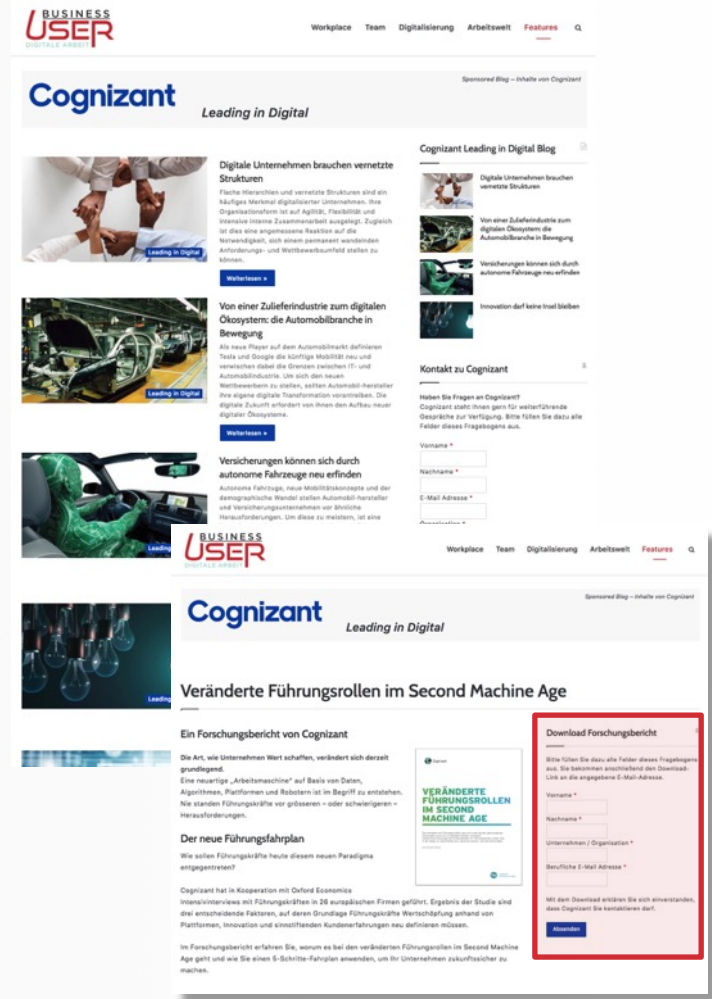 BUSINESS
USER
DIGITALE ARBEIT
Workplace Team Digitalisierung Arbeitswelt Features
Sponsored Blog – Inhalte von Cognizant
Cognizant
Leading in Digital
Digitale Unternehmen brauchen vernetzte
Strukturen
Flache Hierarchien und vernetzte Strukturen sind ein
häufiges Merkmal digitalisierter Unternehmen. Ihre
Organisationsform ist auf Agilität, Flexibilität und
intensive interne Zusammenarbeit ausgelegt. Zugleich
ist dies eine angemessene Reaktion auf die
Notwendigkeit, sich einem permanent wandelnden
Anforderungs- und Wettbewerbsumfeld stellen zu
können.
Leading in Digital
Weiterlesen »
Von einer Zulieferindustrie zum digitalen
Ökosystem: die Automobilbranche in
Bewegung
Als neue Player auf dem Automobilmarkt definieren
Tesla und Google die künftige Mobilität neu und
verwischen dabei die Grenzen zwischen IT- und
Automobilindustrie. Um sich den neuen
Wettbewerbern zu stellen, sollten Automobil-hersteller
ihre eigene digitale Transformation vorantreiben. Die
digitale Zukunft erfordert von Ihnen den Aufbau neuer
digitaler Ökosysteme.
Leading in Digital
Weiterlesen »
Versicherungen können sich durch
autonome Fahrzeuge neu erfinden
Autonome Fahrzuge, neue Mobilitätskonzepte und der
demographische Wandel stellen Automobil-hersteller
und Versicherungsunternehmen vor ähnliche
Herausforderungen. Um diese zu meistern, ist eine
Leading
Leading
Cognizant Leading in Digital Blog
Digitale Unternehmen brauchen
vernetzte Strukturen
Von einer Zulieferindustrie zum
digitalen Ökosystem: die
Automobilbranche in Bewegung
Versicherungen können sich durch
autonome Fahrzeuge neu erfinden
Innovation darf keine Insel bleiben
Kontakt zu Cognizant
Haben Sie Fragen an Cognizant?
Cognizant steht Ihnen gern für weiterführende
Gespräche zur Verfügung. Bitte füllen Sie dazu alle
Felder dieses Fragebogens aus.
Vorname *
Nachname *
E-Mail Adresse *
Organisation *
BUSINESS
USER
DIGITALE ARBEIT
Workplace Team Digitalisierung Arbeitswelt Features
Sponsored Blog – Inhalte von Cognizant
Cognizant
Leading in Digital
Veränderte Führungsrollen im Second Machine Age
Ein Forschungsbericht von Cognizant
Die Art, wie Unternehmen Wert schaffen, verändert sich derzeit
grundlegend.
Eine neuartige „Arbeitsmaschine“ auf Basis von Daten,
Algorithmen, Plattformen und Robotern ist im Begriff zu entstehen.
Nie standen Führungskräfte vor grösseren – oder schwierigeren –
Herausforderungen.
Der neue Führungsfahrplan
Wie sollen Führungskräfte heute diesem neuen Paradigma
entgegentreten?
Cognizant hat in Kooperation mit Oxford Economics
Intensivinterviews mit Führungskräften in 26 europäischen Firmen geführt. Ergebnis der Studie sind
drei entscheidende Faktoren, auf deren Grundlage Führungskräfte Wertschöpfung anhand von
Plattformen, Innovation und sinnstiftenden Kundenerfahrungen neu definieren müssen.
Im Forschungsbericht erfahren Sie, worum es bei den veränderten Führungsrollen im Second Machine
Age geht und wie Sie einen 5-Schritte-Fahrplan anwenden, um Ihr Unternehmen zukunftssicher zu
machen.
Cognizant
VERÄNDERTE
FÜHRUNGSROLLEN
IM SECOND
MACHINE AGE
Download Forschungsbericht
Bitte füllen Sie dazu alle Felder dieses Fragebogens
aus. Sie bekommen anschließend den Download-
Link an die angegebene E-Mail-Adresse.
Vorname *
Nachname *
Unternehmen / Organisation *
Berufliche E-Mail Adresse *
Mit dem Download erklären Sie sich einverstanden,
dass Cognizant Sie kontaktieren darf.
Absenden